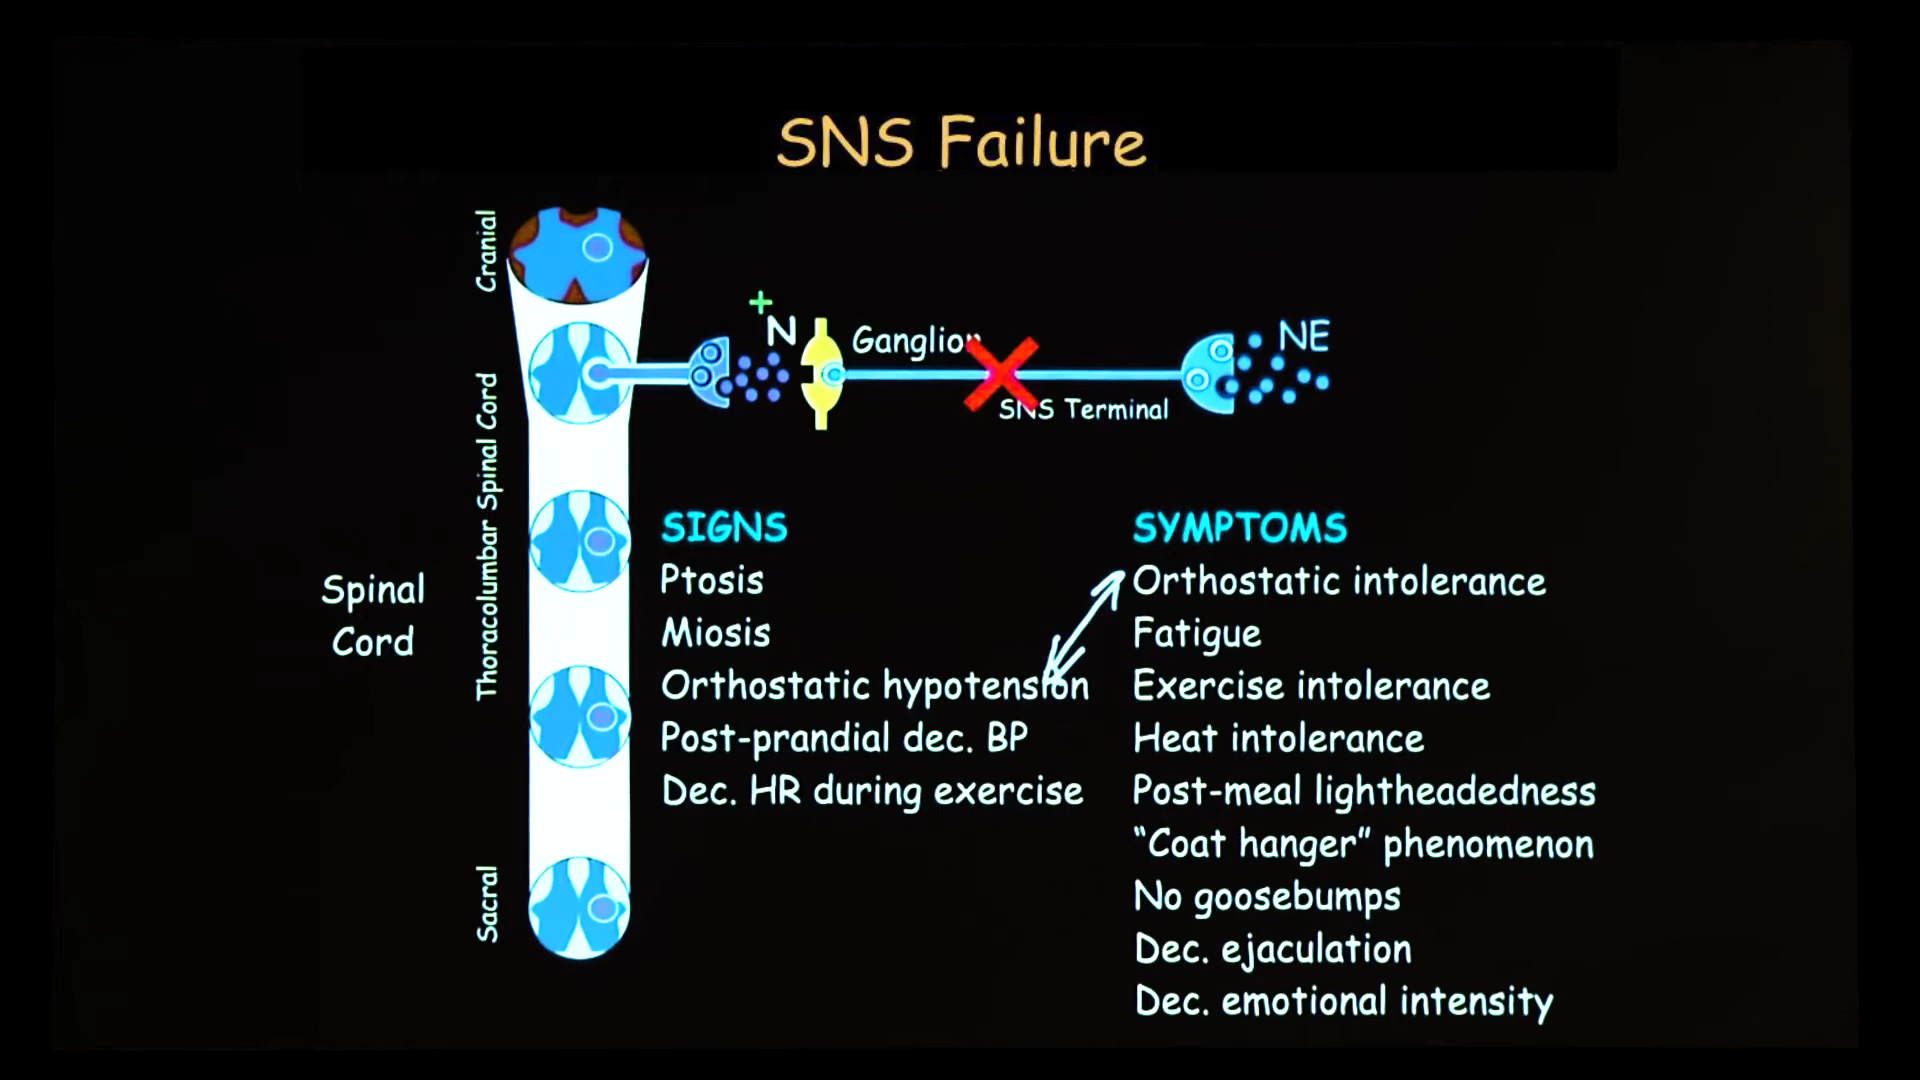 SNS Failure
Cranial
+
N
Ganglion
NE
SNS Terminal
Thoracolumbar Spinal Cord
Spinal
Cord
Sacral
SIGNS
Ptosis
Miosis
Orthostatic hypotension
Post-prandial dec. BP
Dec. HR during exercise
SYMPTOMS
Orthostatic intolerance
Fatigue
Exercise intolerance
Heat intolerance
Post-meal lightheadedness
“Coat hanger” phenomenon
No goosebumps
Dec. ejaculation
Dec. emotional intensity